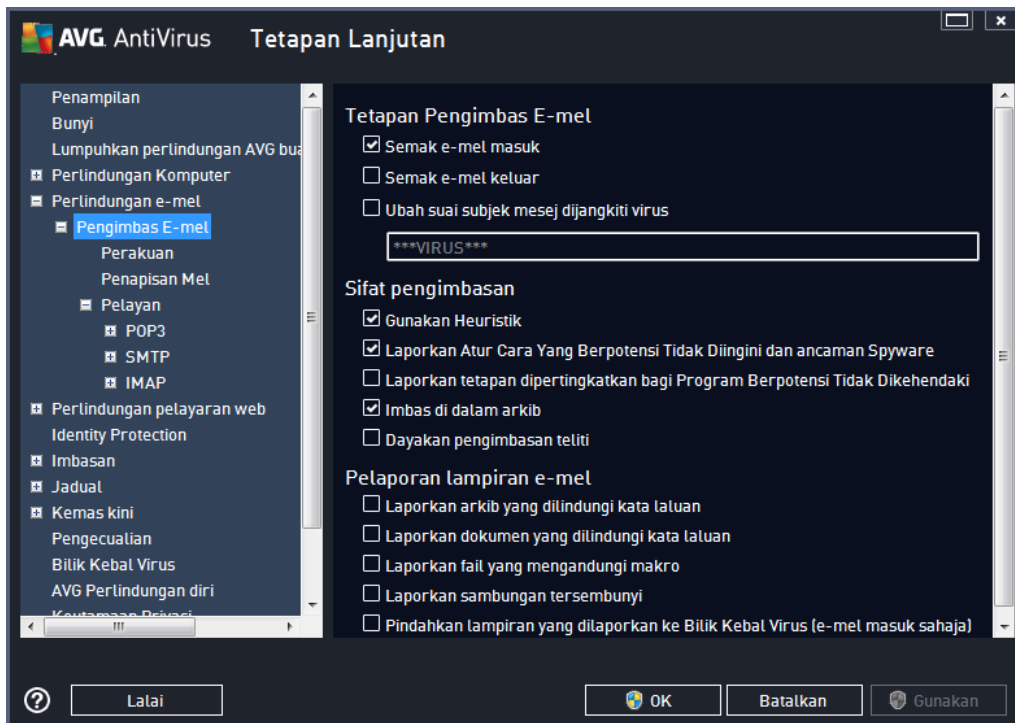 AVG AntiVirus Tetapan Lanjutan
Penampilan
Bunyi
Lumpuhkan perlindungan AVG bua
Perlindungan Komputer
Perlindungan e-mel
Pengimbas E-mel
Perakuan
Penapisan Mel
Pelayan
POP3
SMTP
IMAP
Perlindungan pelayaran web
Identity Protection
Imbasan
Jadual
Kemas kini
Pengecualian
Bilik Kebal Virus
AVG Perlindungan diri
Keutamaan Privasi
Tetapan Pengimbas E-mel
Semak e-mel masuk
Semak e-mel keluar
Ubah suai subjek mesej dijangkiti virus
***VIRUS***
Sifat pengimbasan
Gunakan Heuristik
Laporkan Atur Cara Yang Berpotensi Tidak Diingini dan ancaman Spyware
Laporkan tetapan dipertingkatkan bagi Program Berpotensi Tidak Dikehendaki
Imbas di dalam arkib
Dayakan pengimbasan teliti
Pelaporan lampiran e-mel
Laporkan arkib yang dilindungi kata laluan
Laporkan dokumen yang dilindungi kata laluan
Laporkan fail yang mengandungi makro
Laporkan sambungan tersembunyi
Pindahkan lampiran yang dilaporkan ke Bilik Kebal Virus (e-mel masuk sahaja)
Lalai
OK
Batalkan
Gunakan